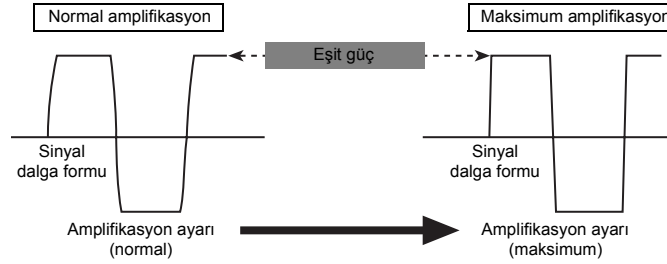 Normal amplifikasyon
Maksimum amplifikasyon
Eşit güç
Sinyal
dalga formu
Sinyal
dalga formu
Amplifikasyon ayarı
(normal)
Amplifikasyon ayarı
(maksimum)